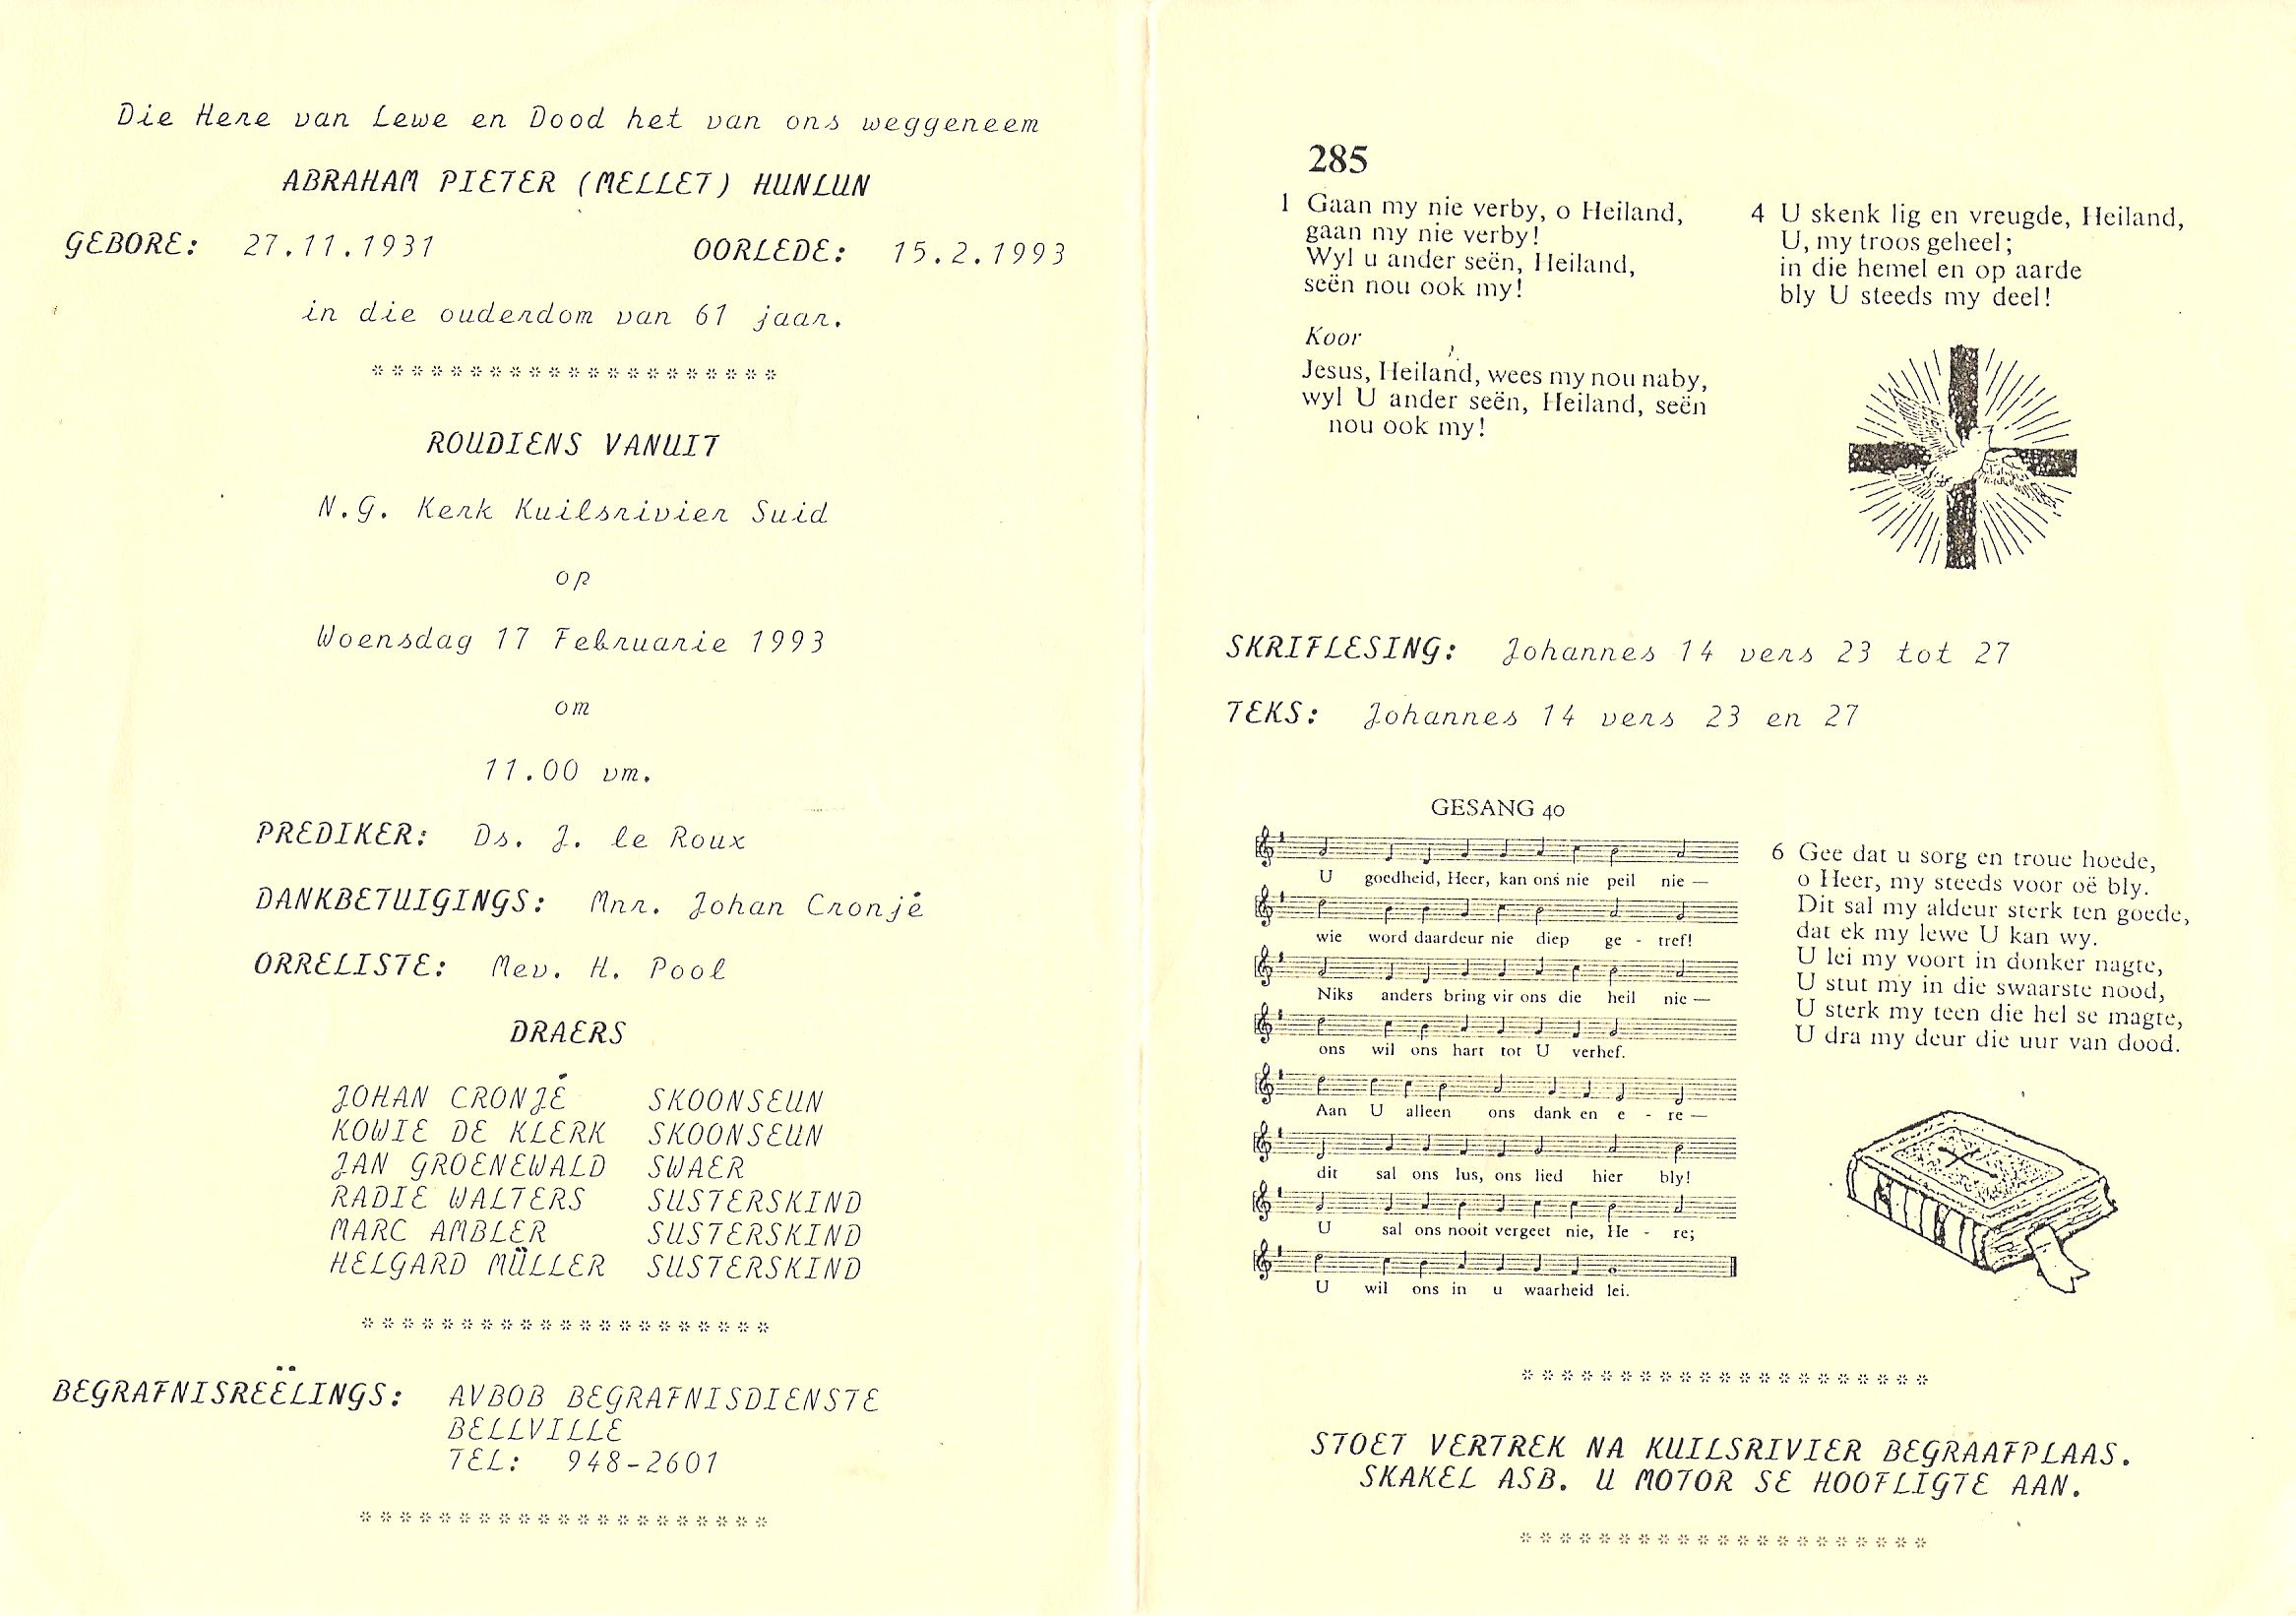 Die Here van Lewe en Dood het van ons weggeneem
ABRAHAM PIETER (MELLET) HUNLUN
GEBORE: 27.11.1931 OORLEDE: 15.2.1993
in die ouderdom van 61 jaar.
*********************
ROUDIENS VANUIT
N.G. Kerk Kuilsrivier Suid
op
Woensdag 17 Februarie 1993
om
11.00 vm.
PREDIKER: Ds. J. le Roux
DANKBETUIGINGS: Mnr. Johan Cronjé
ORRELISTE: Mev. H. Pool
DRAERS
JOHAN CRONJÉ SKOONSEUN
KOWIE DE KLERK SKOONSEUN
JAN GROENEWALD SWAER
RADIE WALTERS SUSTERSKIND
MARC AMBLER SUSTERSKIND
HELGARD MÜLLER SUSTERSKIND
*********************
BEGRAFNISREËLINGS: AVBOB BEGRAFNISDIENSTE
BELLVILLE
TEL: 948-2601
*********************
285
1 Gaan my nie verby, o Heiland,
gaan my nie verby!
Wyl u ander seën, Heiland,
seën nou ook my!
Koor
Jesus, Heiland, wees my nou naby,
wyl U ander seën, Heiland, seën
nou ook my!
4 U skenk lig en vreugde, Heiland,
U, my troos geheel;
in die hemel en op aarde
bly U steeds my deel!
SKRIFLESING: Johannes 14 vers 23 tot 27
TEKS: Johannes 14 vers 23 en 27
GESANG 40
U goedheid, Heer, kan ons nie peil nie —
wie word daardeur nie diep ge - tref!
Niks anders bring vir ons die heil nie —
ons wil ons hart tot U verhef.
Aan U alleen ons dank en e - re —
dit sal ons lus, ons lied hier bly!
U sal ons nooit vergeet nie, He - re;
U wil ons in u waarheid lei.
6 Gee dat u sorg en troue hoede,
o Heer, my steeds voor oë bly.
Dit sal my aldeur sterk ten goede,
dat ek my lewe U kan wy.
U lei my voort in donker nagte,
U stut my in die swaarste nood,
U sterk my teen die hel se magte,
U dra my deur die uur van dood.
*********************
STOET VERTREK NA KUILSRIVIER BEGRAAFPLAAS.
SKAKEL ASB. U MOTOR SE HOOFLIGTE AAN.
*********************